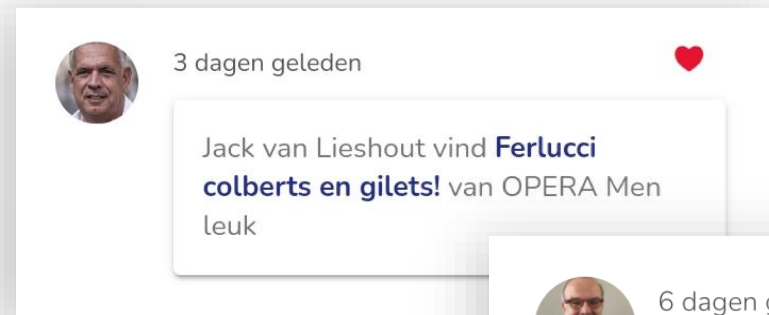 3 dagen geleden
Jack van Lieshout vind Ferlucci
colberts en gilets! van OPERA Men
leuk
6 dagen